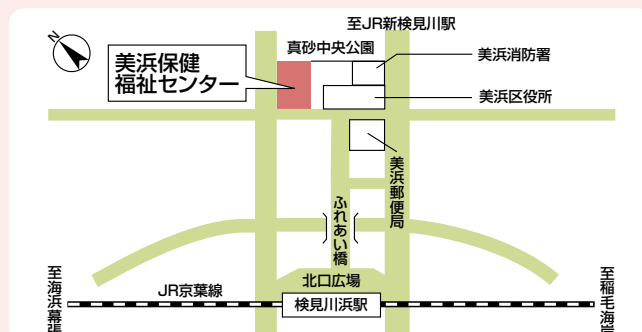 至JR新検見川駅
N
真砂中央公園
美浜保健
福祉センター
美浜消防署
美浜区役所
美浜郵便局
ふれあい橋
北口広場
至海浜幕張
JR京葉線
検見川浜駅
至稲毛海岸